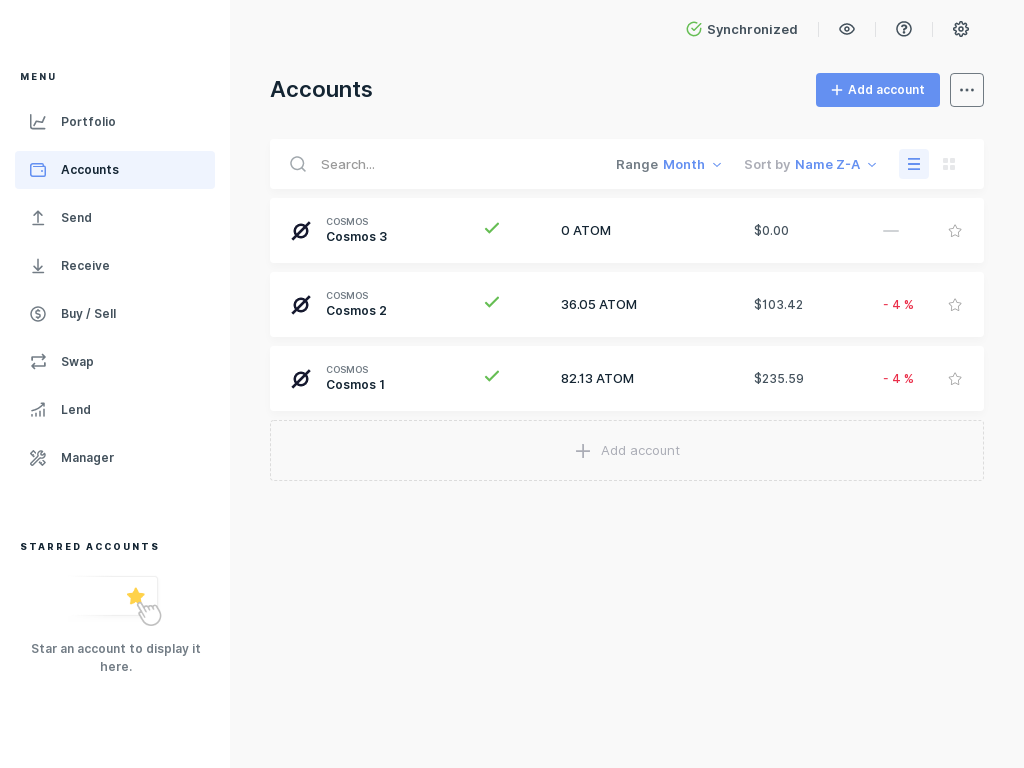 Synchronized
MENU
Portfolio
Accounts
Send
Receive
Buy / Sell
Swap
Lend
Manager
STARRED ACCOUNTS
Star an account to display it
here.
Accounts
Add account
Search...
Range Month
Sort by Name Z-A
COSMOS
Cosmos 3
0 ATOM
$0.00
—
COSMOS
Cosmos 2
36.05 ATOM
$103.42
- 4 %
COSMOS
Cosmos 1
82.13 ATOM
$235.59
- 4 %
Add account